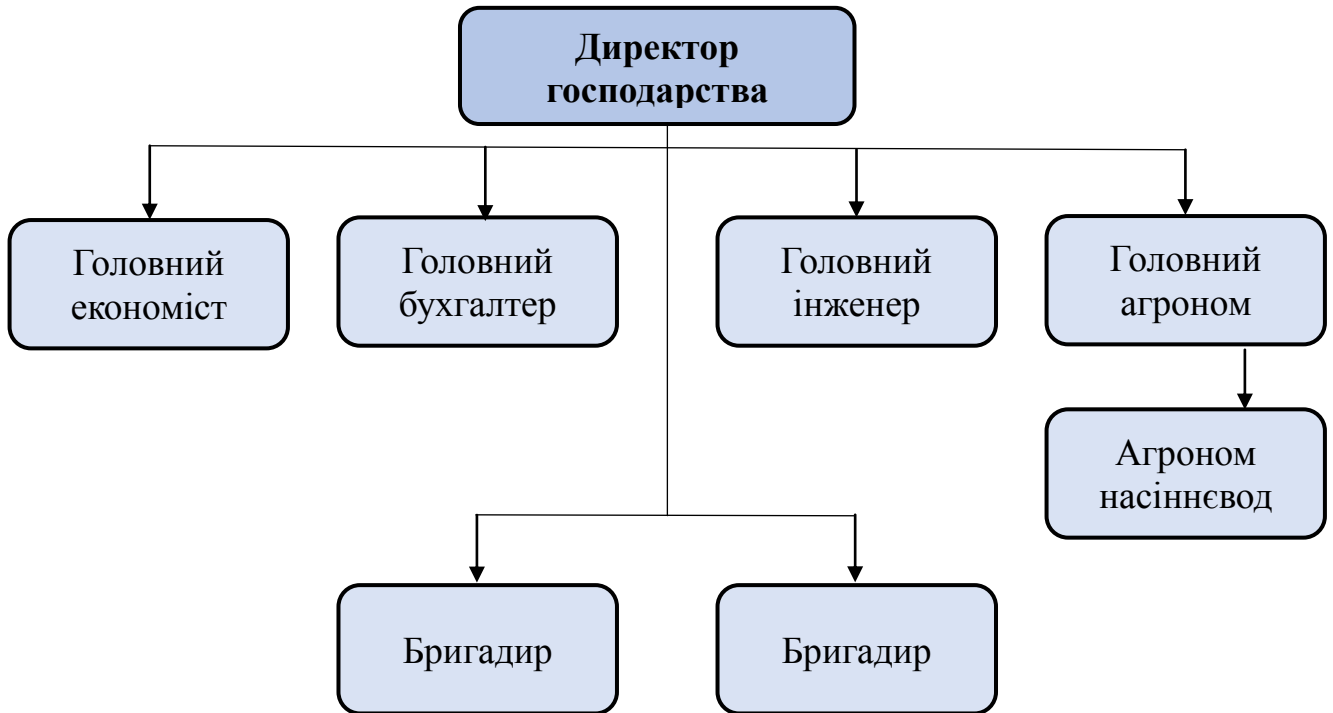 Директор
господарства
Головний
економіст
Головний
бухгалтер
Головний
інженер
Головний
агроном
Агроном
насіннєвод
Бригадир
Бригадир